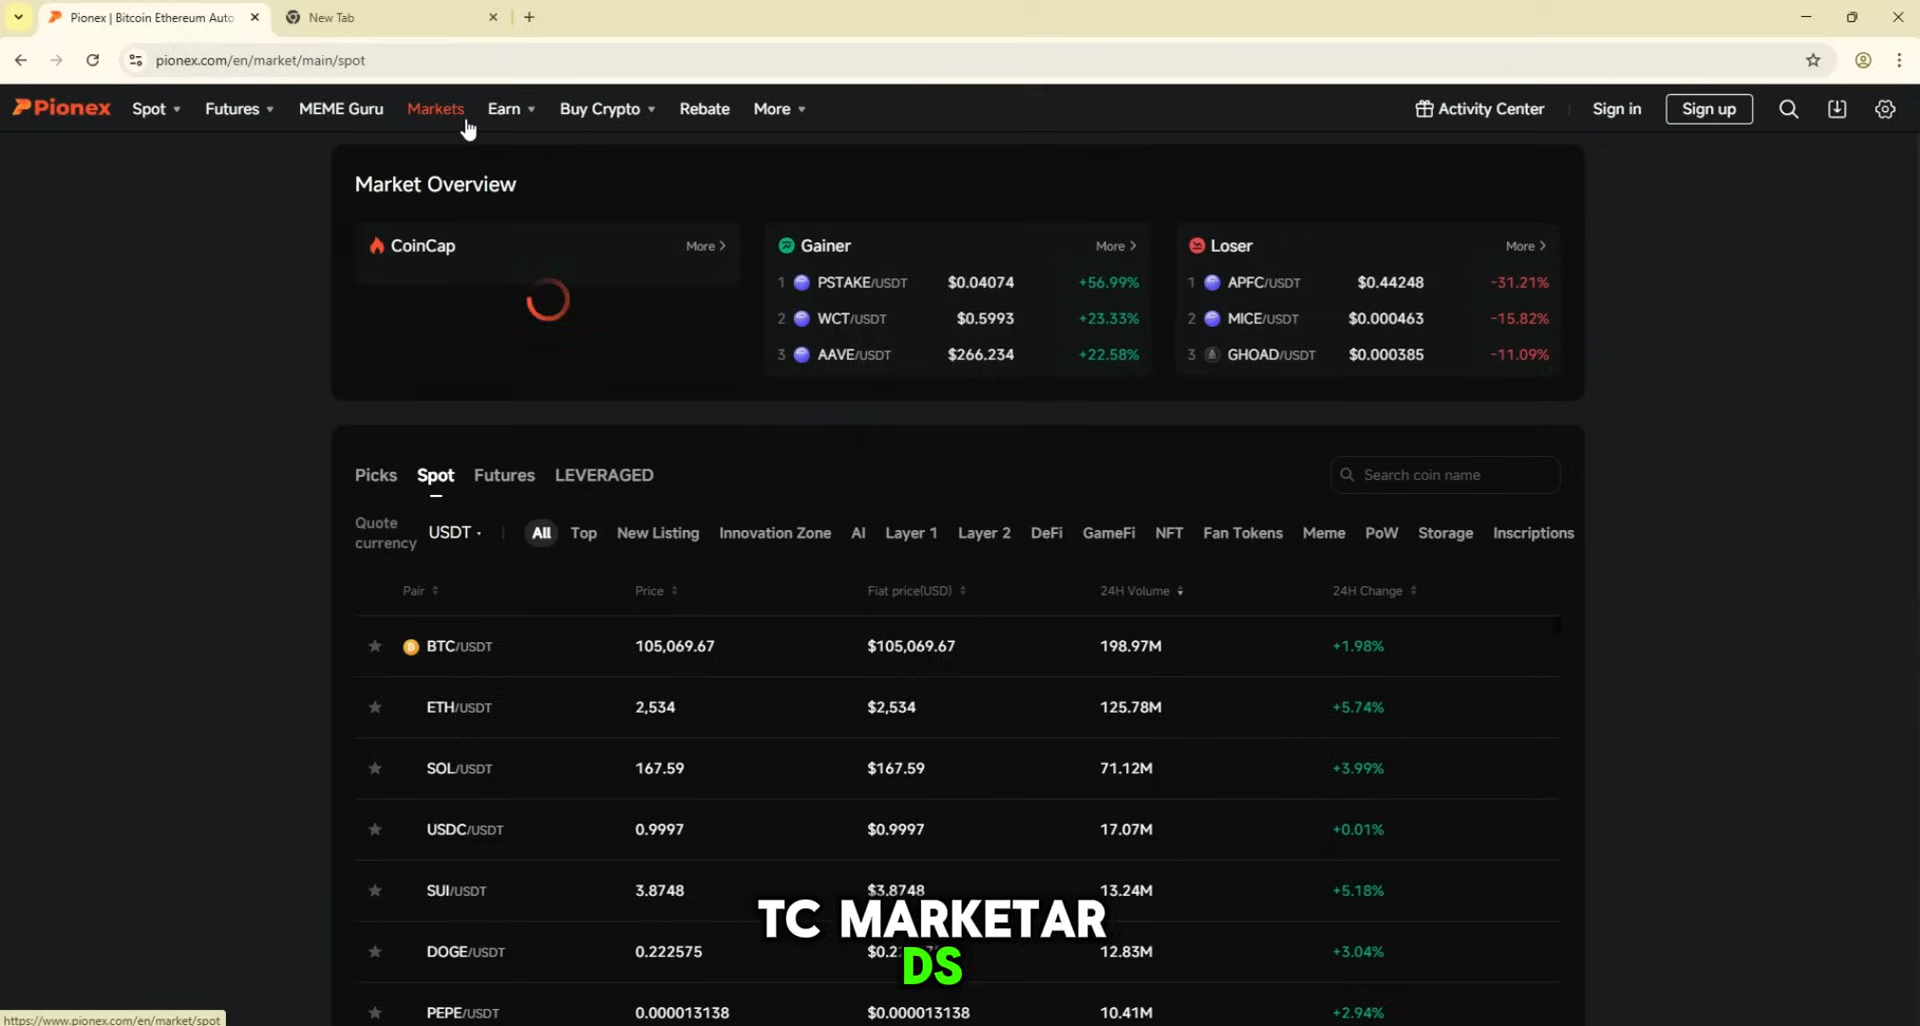 Pionex | Bitcoin Ethereum Auto
New Tab
pionex.com/en/market/main/spot
Pionex Spot Futures MEME Guru Markets Earn Buy Crypto Rebate More Activity Center Sign in Sign up
Market Overview
CoinCap More >
Gainer More >
1 PSTAKE/USDT $0.04074 +56.99%
2 WCT/USDT $0.5993 +23.33%
3 AAVE/USDT $266.234 +22.58%
Loser More >
1 APFC/USDT $0.44248 -31.21%
2 MICE/USDT $0.000463 -15.82%
3 GHOAD/USDT $0.000385 -11.09%
Picks Spot Futures LEVERAGED Search coin name
Quote currency USDT All Top New Listing Innovation Zone AI Layer 1 Layer 2 DeFi GameFi NFT Fan Tokens Meme PoW Storage Inscriptions
Pair Price Fiat price(USD) 24H Volume 24H Change
BTC/USDT 105,069.67 $105,069.67 198.97M +1.98%
ETH/USDT 2,534 $2,534 125.78M +5.74%
SOL/USDT 167.59 $167.59 71.12M +3.99%
USDC/USDT 0.9997 $0.9997 17.07M +0.01%
SUI/USDT 3.8748 $3.8748 13.24M +5.18%
TC MARKETAR
DOGE/USDT 0.222575 12.83M +3.04%
DS
PEPE/USDT 0.000013138 $0.000013138 10.41M +2.94%
https://www.pionex.com/en/market/spot